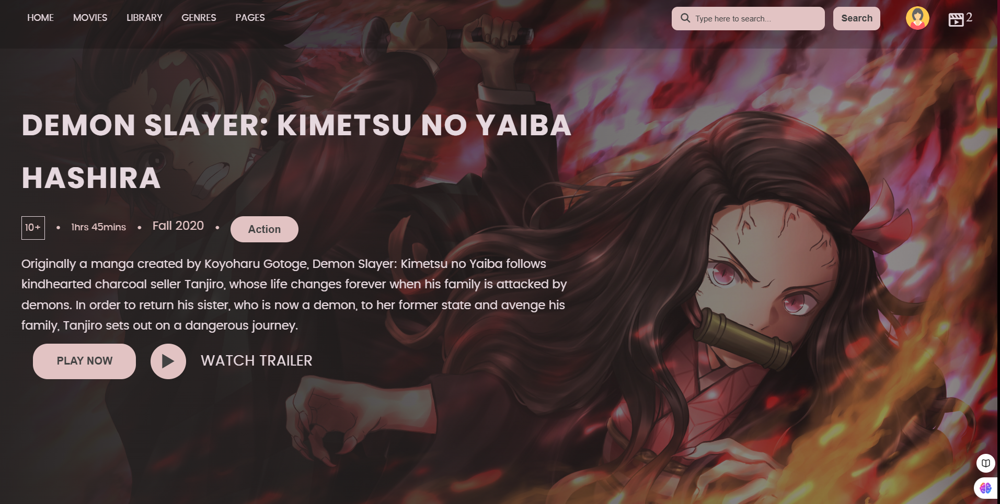 HOME MOVIES LIBRARY GENRES PAGES Type here to search... Search 2
DEMON SLAYER: KIMETSU NO YAIBA
HASHIRA
10+ • 1hrs 45mins • Fall 2020 • Action
Originally a manga created by Koyoharu Gotoge, Demon Slayer: Kimetsu no Yaiba follows
kindhearted charcoal seller Tanjiro, whose life changes forever when his family is attacked by
demons. In order to return his sister, who is now a demon, to her former state and avenge his
family, Tanjiro sets out on a dangerous journey.
PLAY NOW WATCH TRAILER